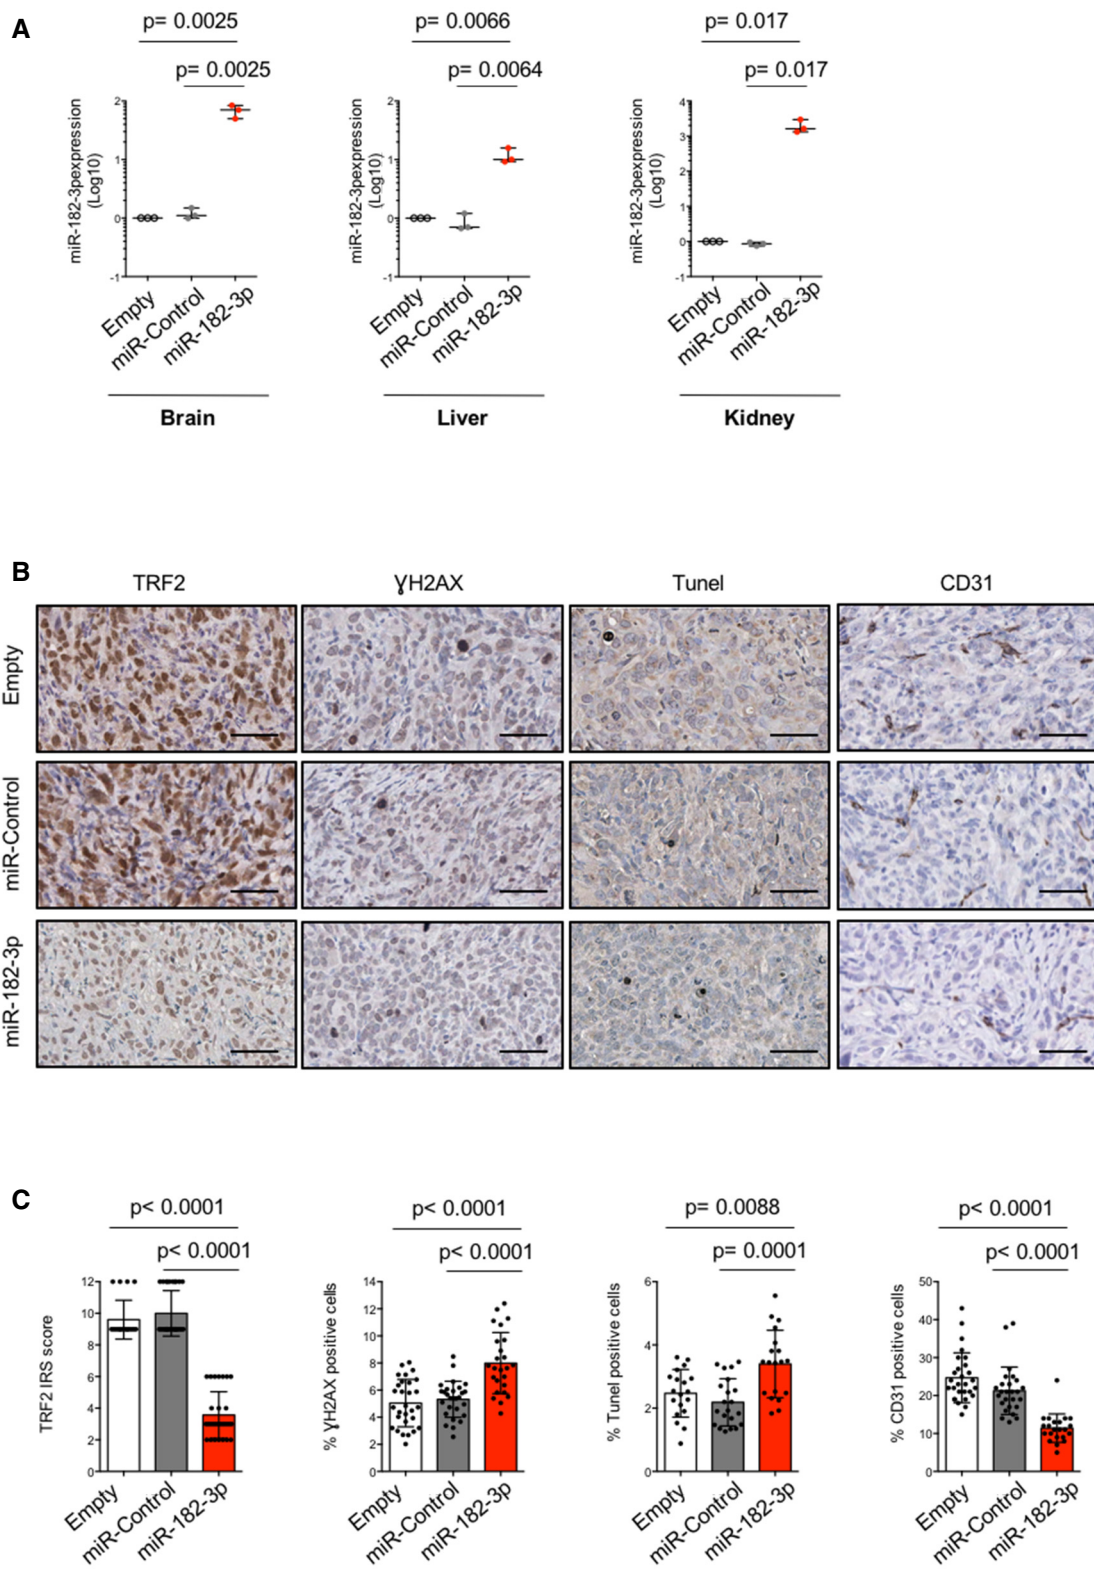 A
p= 0.0025
p= 0.0025
miR-182-3pexpression
(Log10)
2
1
0
-1
Empty
miR-Control
miR-182-3p
Brain
p= 0.0066
p= 0.0064
miR-182-3pexpression
(Log10)
2
1
0
-1
Empty
miR-Control
miR-182-3p
Liver
p= 0.017
p= 0.017
miR-182-3pexpression
(Log10)
4
3
2
1
0
-1
Empty
miR-Control
miR-182-3p
Kidney
B
TRF2
ɣH2AX
Tunel
CD31
Empty
miR-Control
miR-182-3p
C
p< 0.0001
p< 0.0001
TRF2 IRS score
12
10
8
6
4
2
0
Empty
miR-Control
miR-182-3p
p< 0.0001
p< 0.0001
% ɣH2AX positive cells
14
12
10
8
6
4
2
0
Empty
miR-Control
miR-182-3p
p= 0.0088
p= 0.0001
% Tunel positive cells
6
4
2
0
Empty
miR-Control
miR-182-3p
p< 0.0001
p< 0.0001
% CD31 positive cells
50
40
30
20
10
0
Empty
miR-Control
miR-182-3p